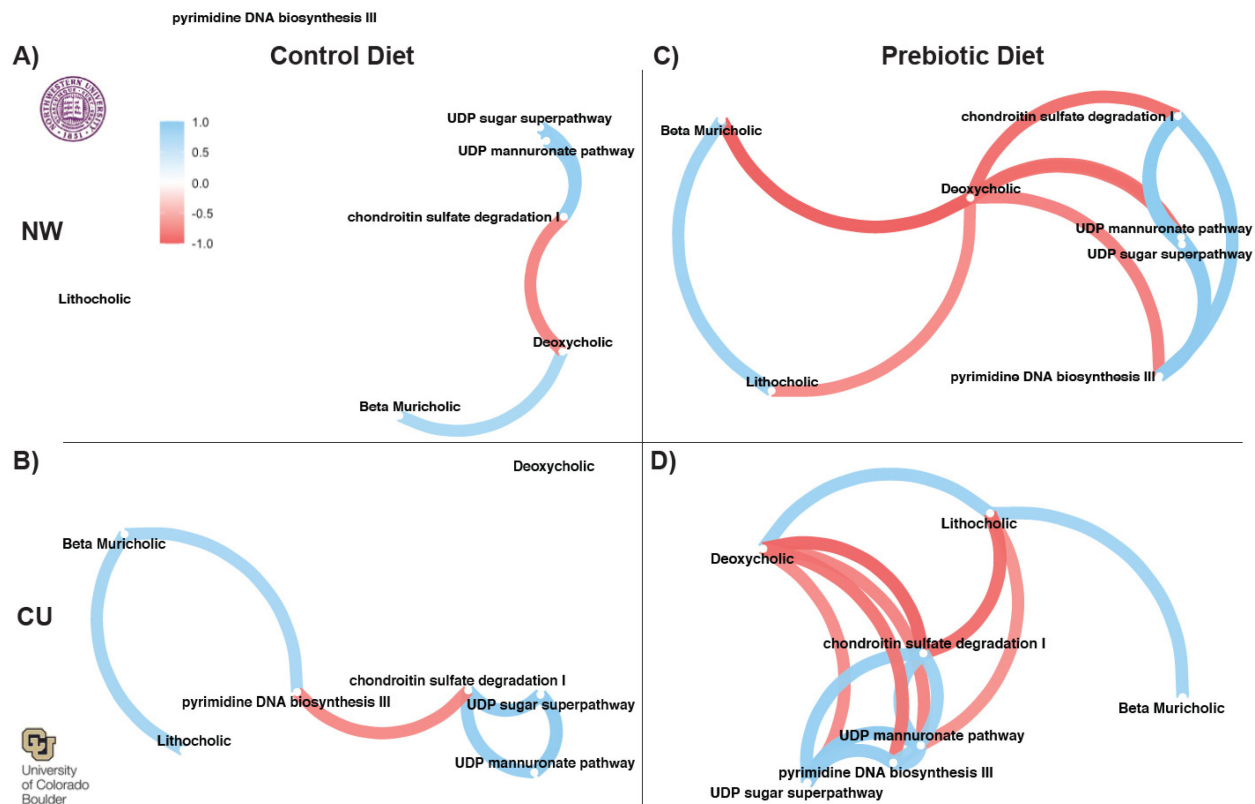 pyrimidine DNA biosynthesis III
A)
Control Diet
NORTHWESTERN UNIVERSITY
1851
1.0
0.5
0.0
-0.5
-1.0
UDP sugar superpathway
UDP mannuronate pathway
chondroitin sulfate degradation I
NW
Lithocholic
Deoxycholic
Beta Muricholic
C)
Prebiotic Diet
Beta Muricholic
chondroitin sulfate degradation I
Deoxycholic
UDP mannuronate pathway
UDP sugar superpathway
Lithocholic
pyrimidine DNA biosynthesis III
B)
Deoxycholic
Beta Muricholic
CU
chondroitin sulfate degradation I
pyrimidine DNA biosynthesis III
UDP sugar superpathway
Lithocholic
UDP mannuronate pathway
CU
University
of Colorado
Boulder
D)
Lithocholic
Deoxycholic
chondroitin sulfate degradation I
Beta Muricholic
UDP mannuronate pathway
pyrimidine DNA biosynthesis III
UDP sugar superpathway